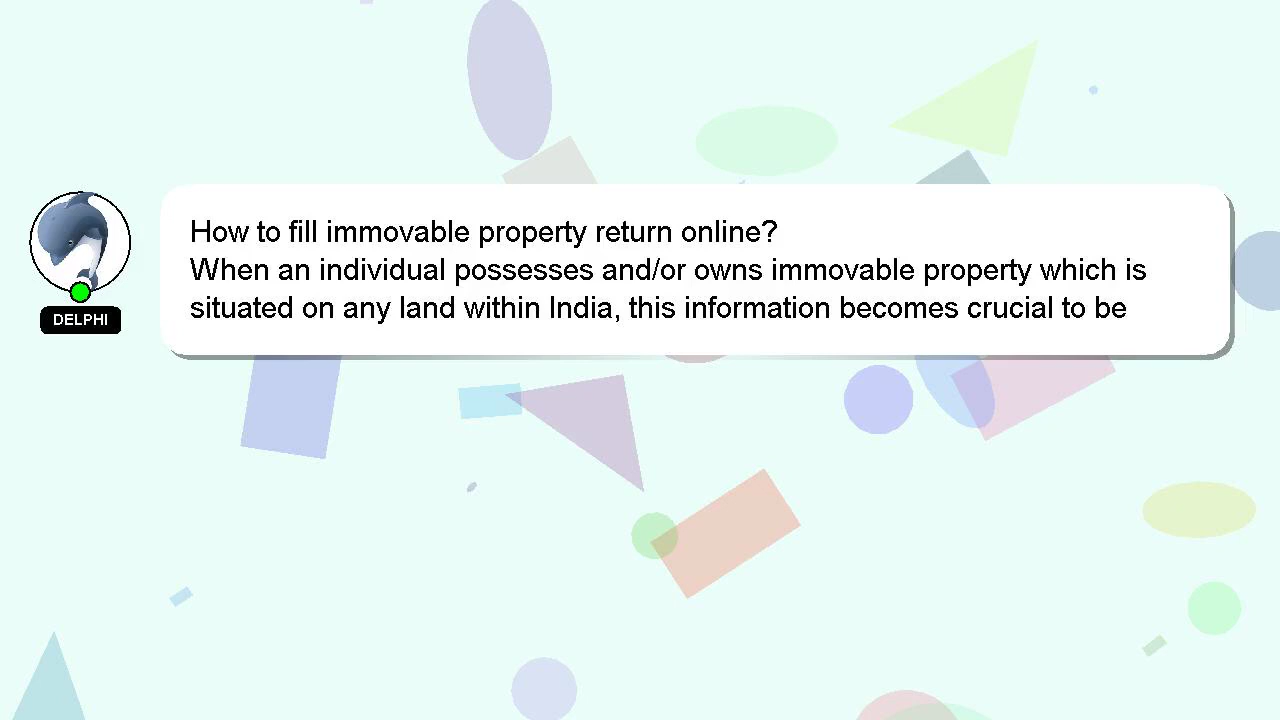 How to fill immovable property return online?
When an individual possesses and/or owns immovable property which is
situated on any land within India, this information becomes crucial to be
DELPHI